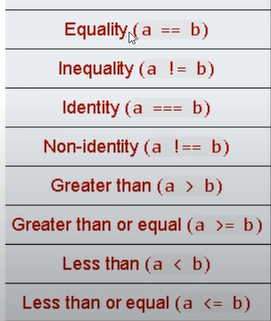 Equality (a == b)
Inequality (a != b)
Identity (a === b)
Non-identity (a !== b)
Greater than (a > b)
Greater than or equal (a >= b)
Less than (a < b)
Less than or equal (a <= b)